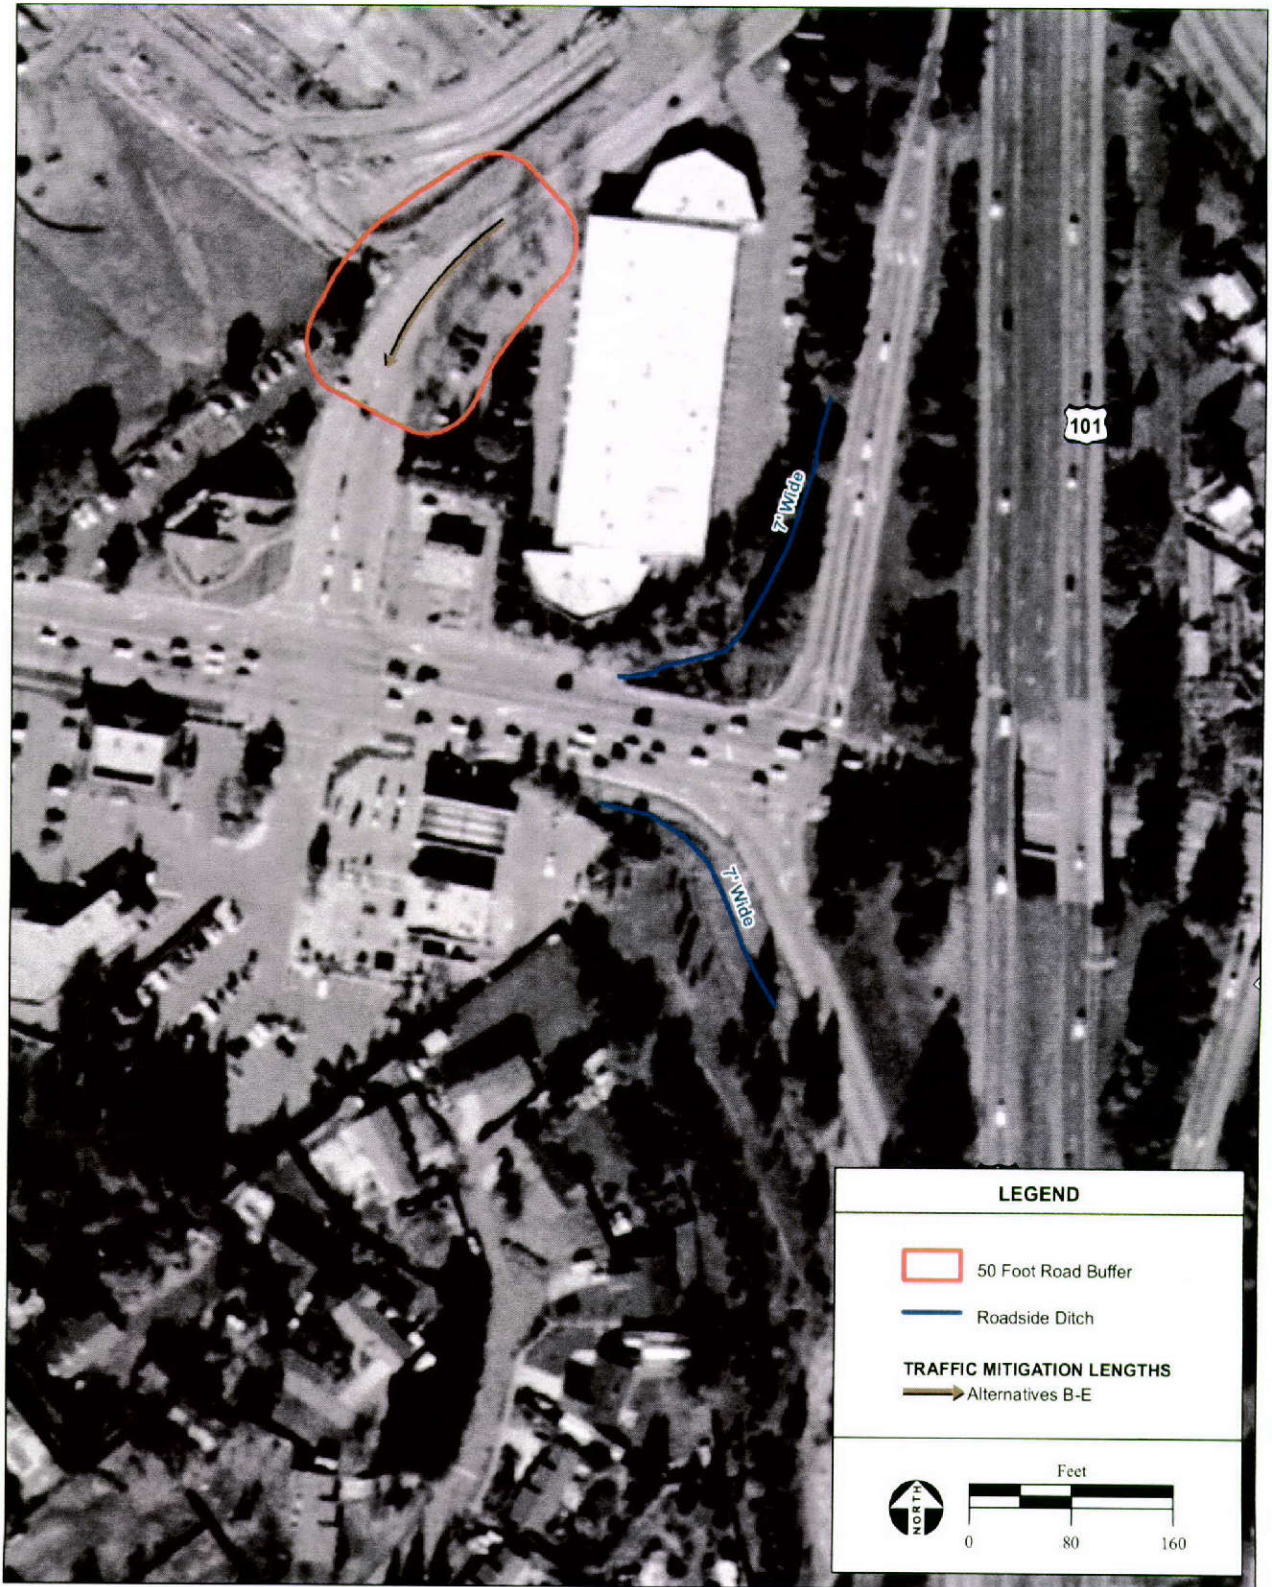 101
7' Wide
7' Wide
LEGEND
50 Foot Road Buffer
Roadside Ditch
TRAFFIC MITIGATION LENGTHS
Alternatives B-E
Feet
NORTH
0 80 160